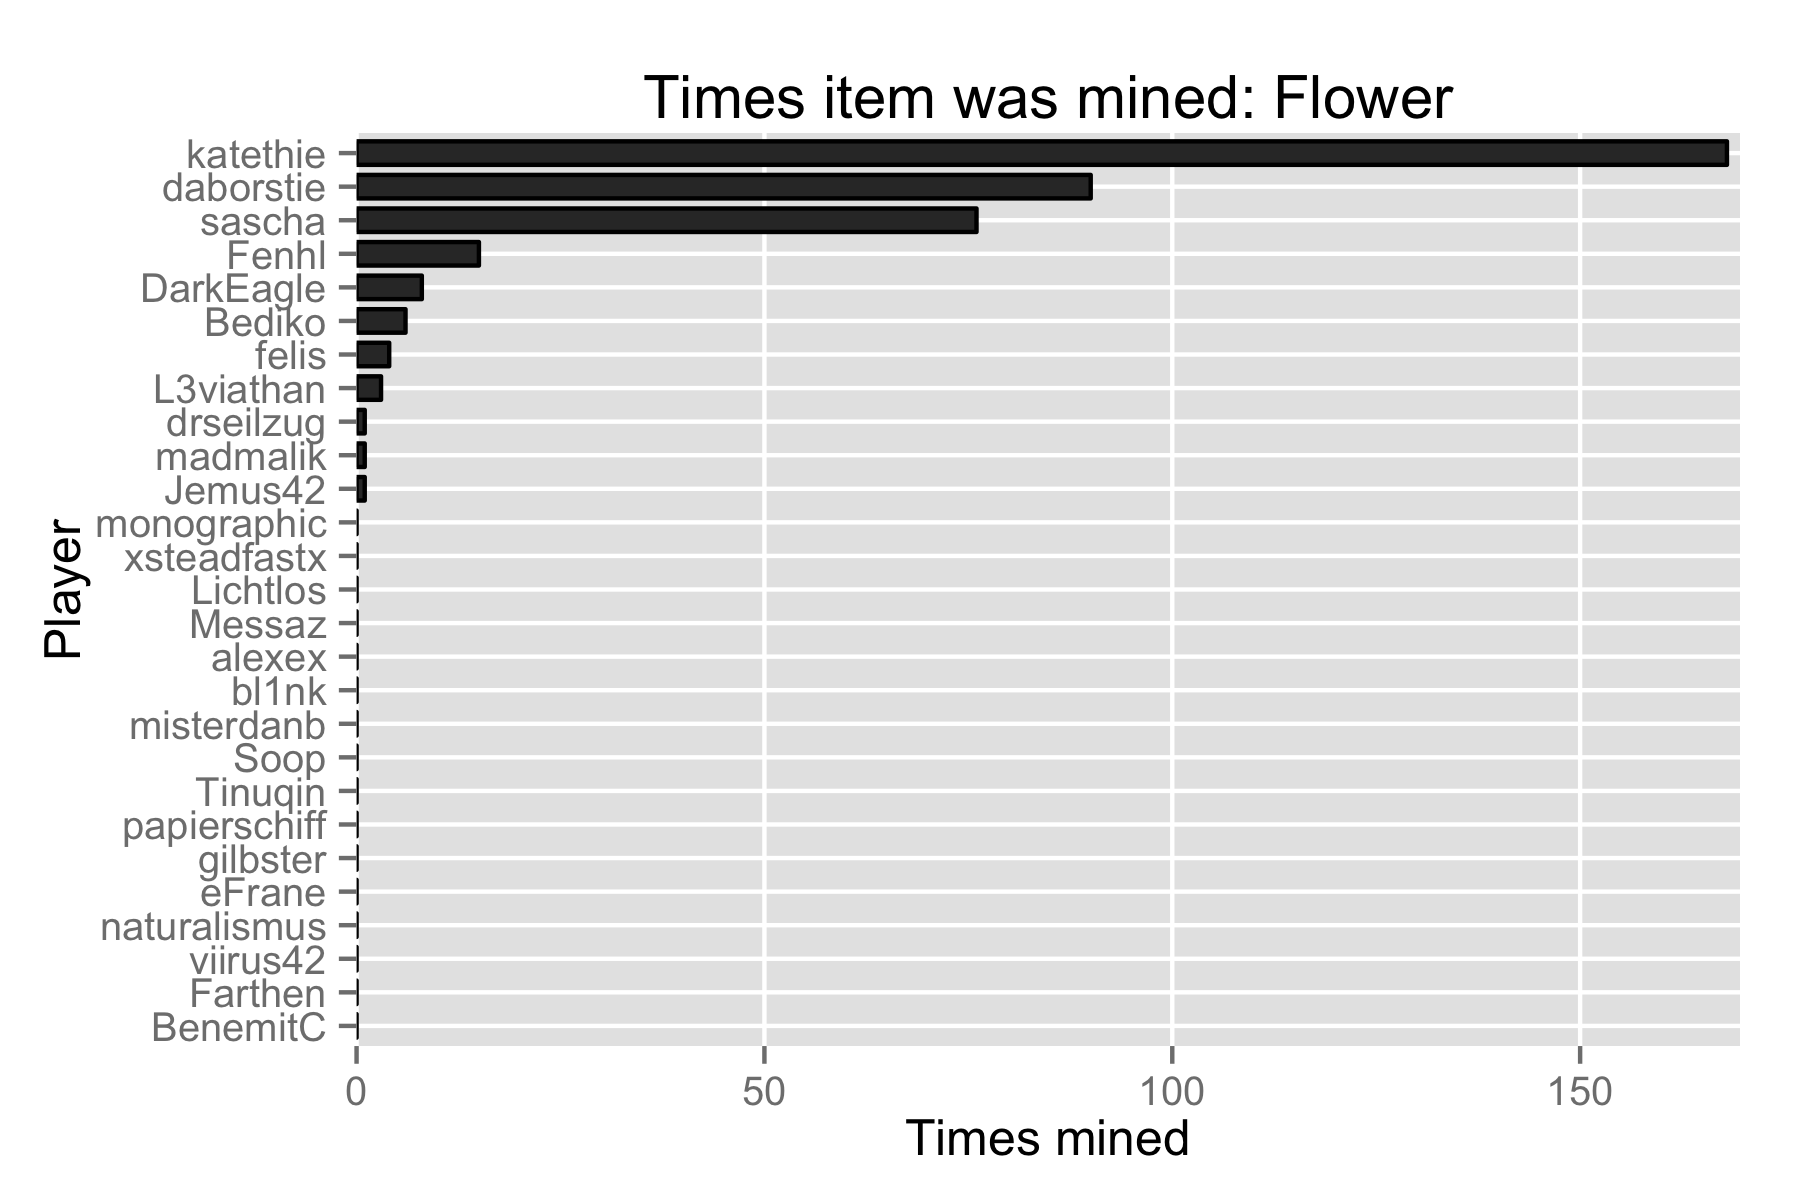 Times item was mined: Flower
katethie
daborstie
sascha
Fenhl
DarkEagle
Bediko
felis
L3viathan
drseilzug
madmalik
Jemus42
monographic
xsteadfastx
Lichtlos
Messaz
alexex
bl1nk
misterdanb
Soop
Tinuqin
papierschiff
gilbster
eFrane
naturalismus
viirus42
Farthen
BenemitC
Player
0 50 100 150
Times mined